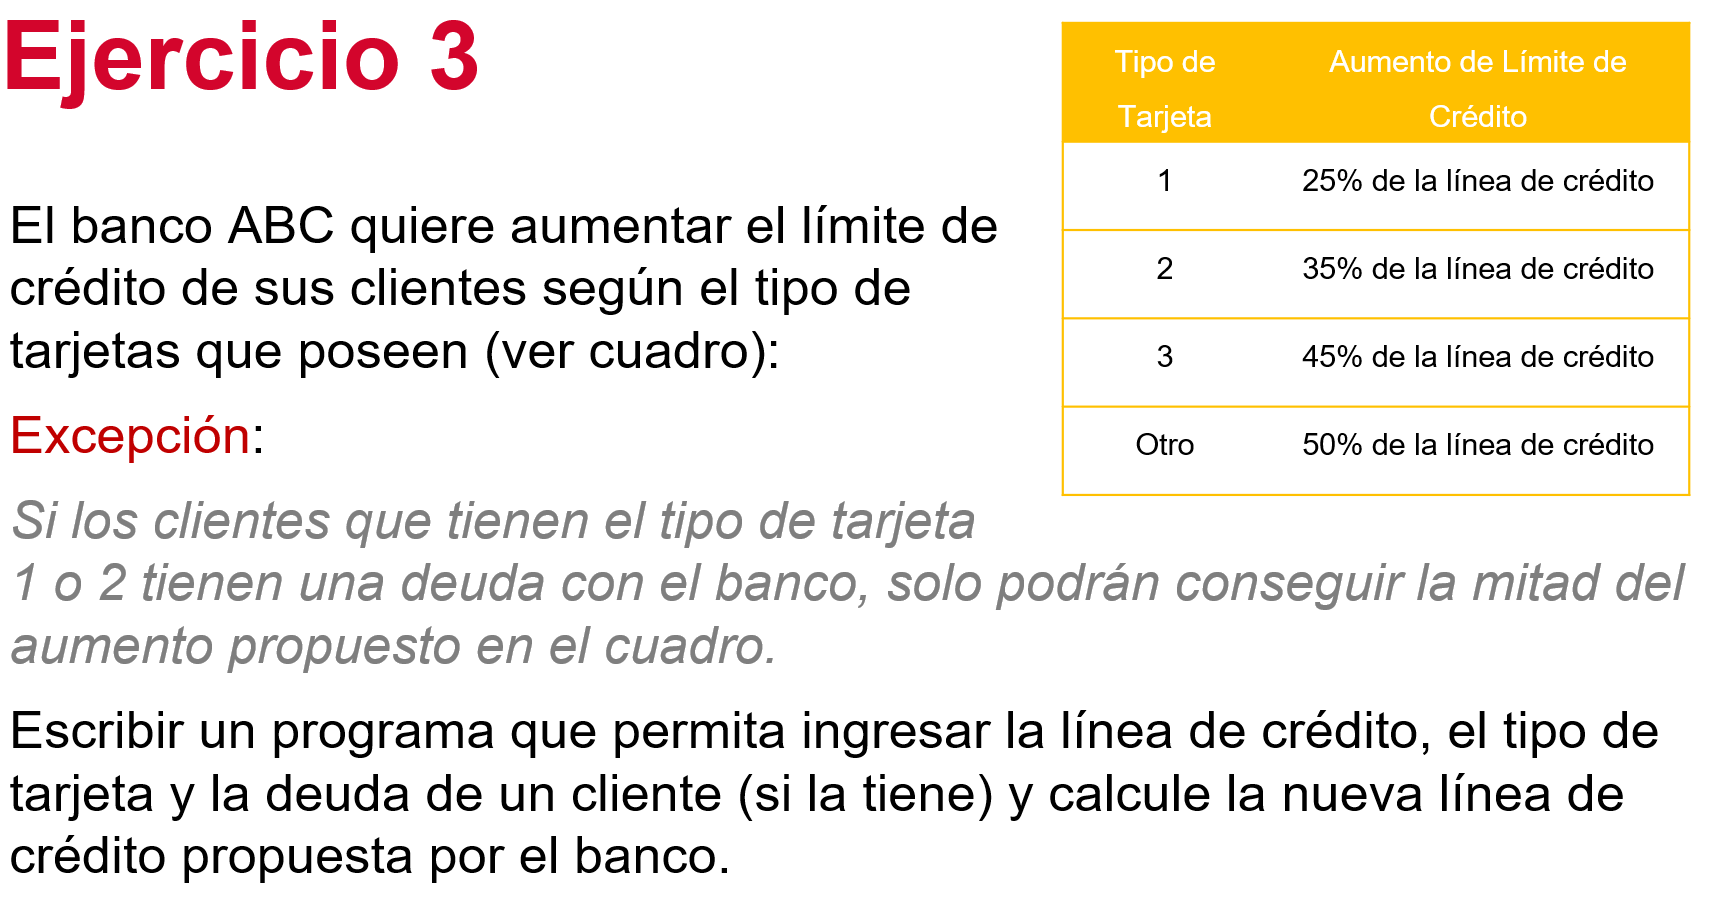 Ejercicio 3
El banco ABC quiere aumentar el límite de
crédito de sus clientes según el tipo de
tarjetas que poseen (ver cuadro):
Excepción:
Si los clientes que tienen el tipo de tarjeta
1 o 2 tienen una deuda con el banco, solo podrán conseguir la mitad del
aumento propuesto en el cuadro.
Escribir un programa que permita ingresar la línea de crédito, el tipo de
tarjeta y la deuda de un cliente (si la tiene) y calcule la nueva línea de
crédito propuesta por el banco.
Tipo de Aumento de Límite de
Tarjeta Crédito
1 25% de la línea de crédito
2 35% de la línea de crédito
3 45% de la línea de crédito
Otro 50% de la línea de crédito